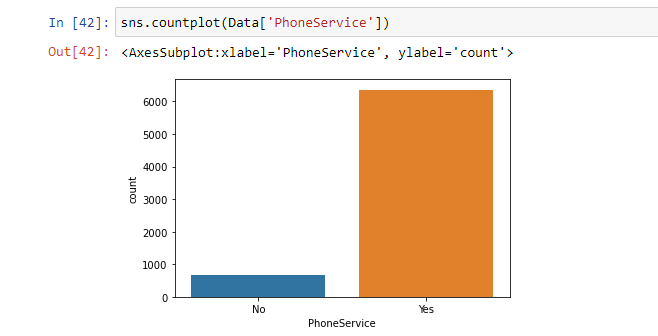 In [42]: sns.countplot(Data['PhoneService'])
Out[42]: <AxesSubplot:xlabel='PhoneService', ylabel='count'>
6000
5000
4000
3000
2000
1000
0
count
No Yes
PhoneService